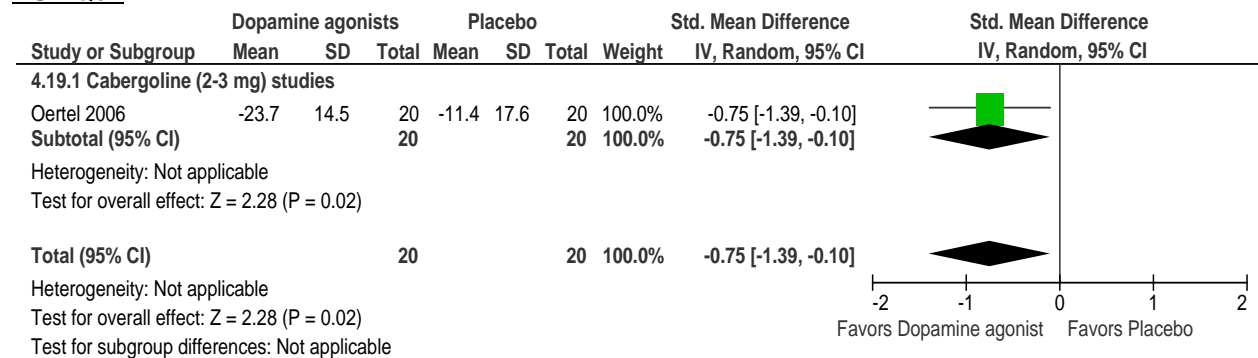 Dopamine agonists Placebo Std. Mean Difference Std. Mean Difference
Study or Subgroup Mean SD Total Mean SD Total Weight IV, Random, 95% CI IV, Random, 95% CI
4.19.1 Cabergoline (2-3 mg) studies
Oertel 2006 -23.7 14.5 20 -11.4 17.6 20 100.0% -0.75 [-1.39, -0.10]
Subtotal (95% CI) 20 20 100.0% -0.75 [-1.39, -0.10]
Heterogeneity: Not applicable
Test for overall effect: Z = 2.28 (P = 0.02)
Total (95% CI) 20 20 100.0% -0.75 [-1.39, -0.10]
Heterogeneity: Not applicable
-2 -1 0 1 2
Test for overall effect: Z = 2.28 (P = 0.02)
Favors Dopamine agonist Favors Placebo
Test for subgroup differences: Not applicable